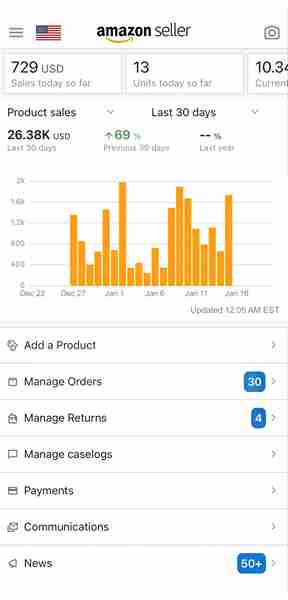 amazon seller
729 USD
Sales today so far
13
Units today so far
10.34
Current
Product sales
Last 30 days
26.38K USD
Last 30 days
69 %
Previous 30 days
-- %
Last year
2k
1.6k
1.2k
800
400
0
Dec 22
Dec 27
Jan 1
Jan 6
Jan 11
Jan 16
Updated 12:05 AM EST
Add a Product
Manage Orders
30
Manage Returns
4
Manage caselogs
Payments
Communications
News
50+